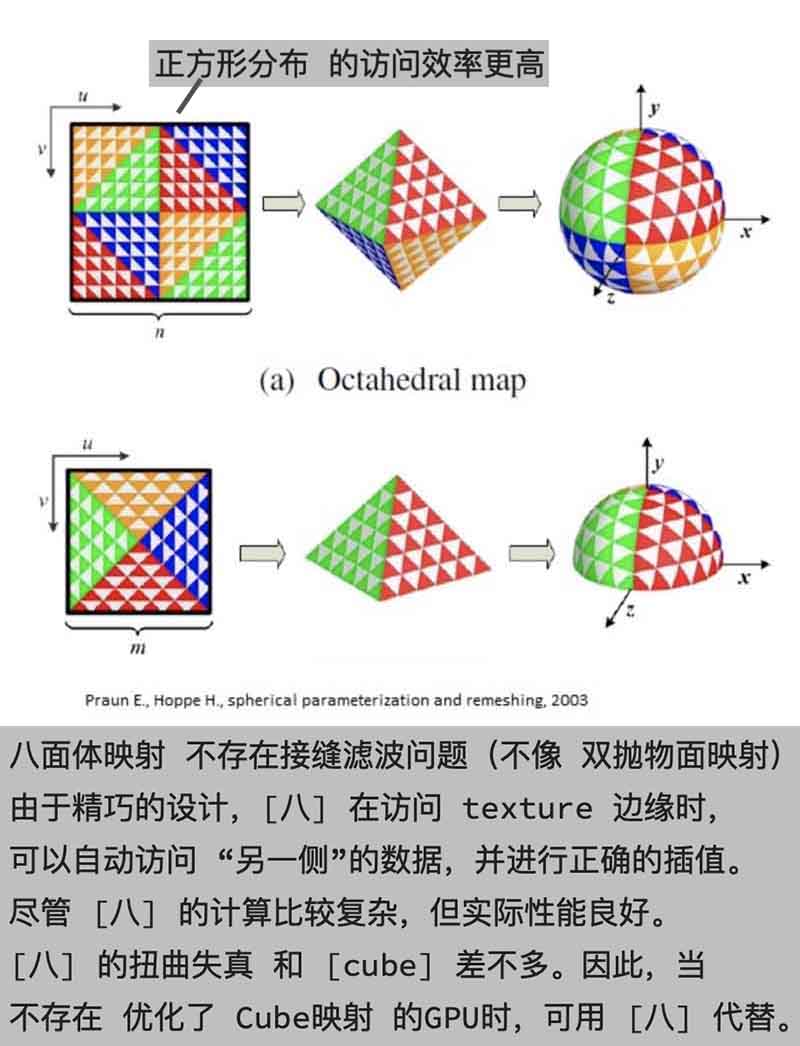 正方形分布 的访问效率更高
u
v
y
x
z
n
(a) Octahedral map
u
v
y
x
z
m
Praun E., Hoppe H., spherical parameterization and remeshing, 2003
八面体映射 不存在接缝滤波问题（不像 双抛物面映射）
由于精巧的设计，[八] 在访问 texture 边缘时，
可以自动访问 “另一侧”的数据，并进行正确的插值。
尽管 [八] 的计算比较复杂，但实际性能良好。
[八] 的扭曲失真 和 [cube] 差不多。因此，当
不存在 优化了 Cube映射 的GPU时，可用 [八] 代替。